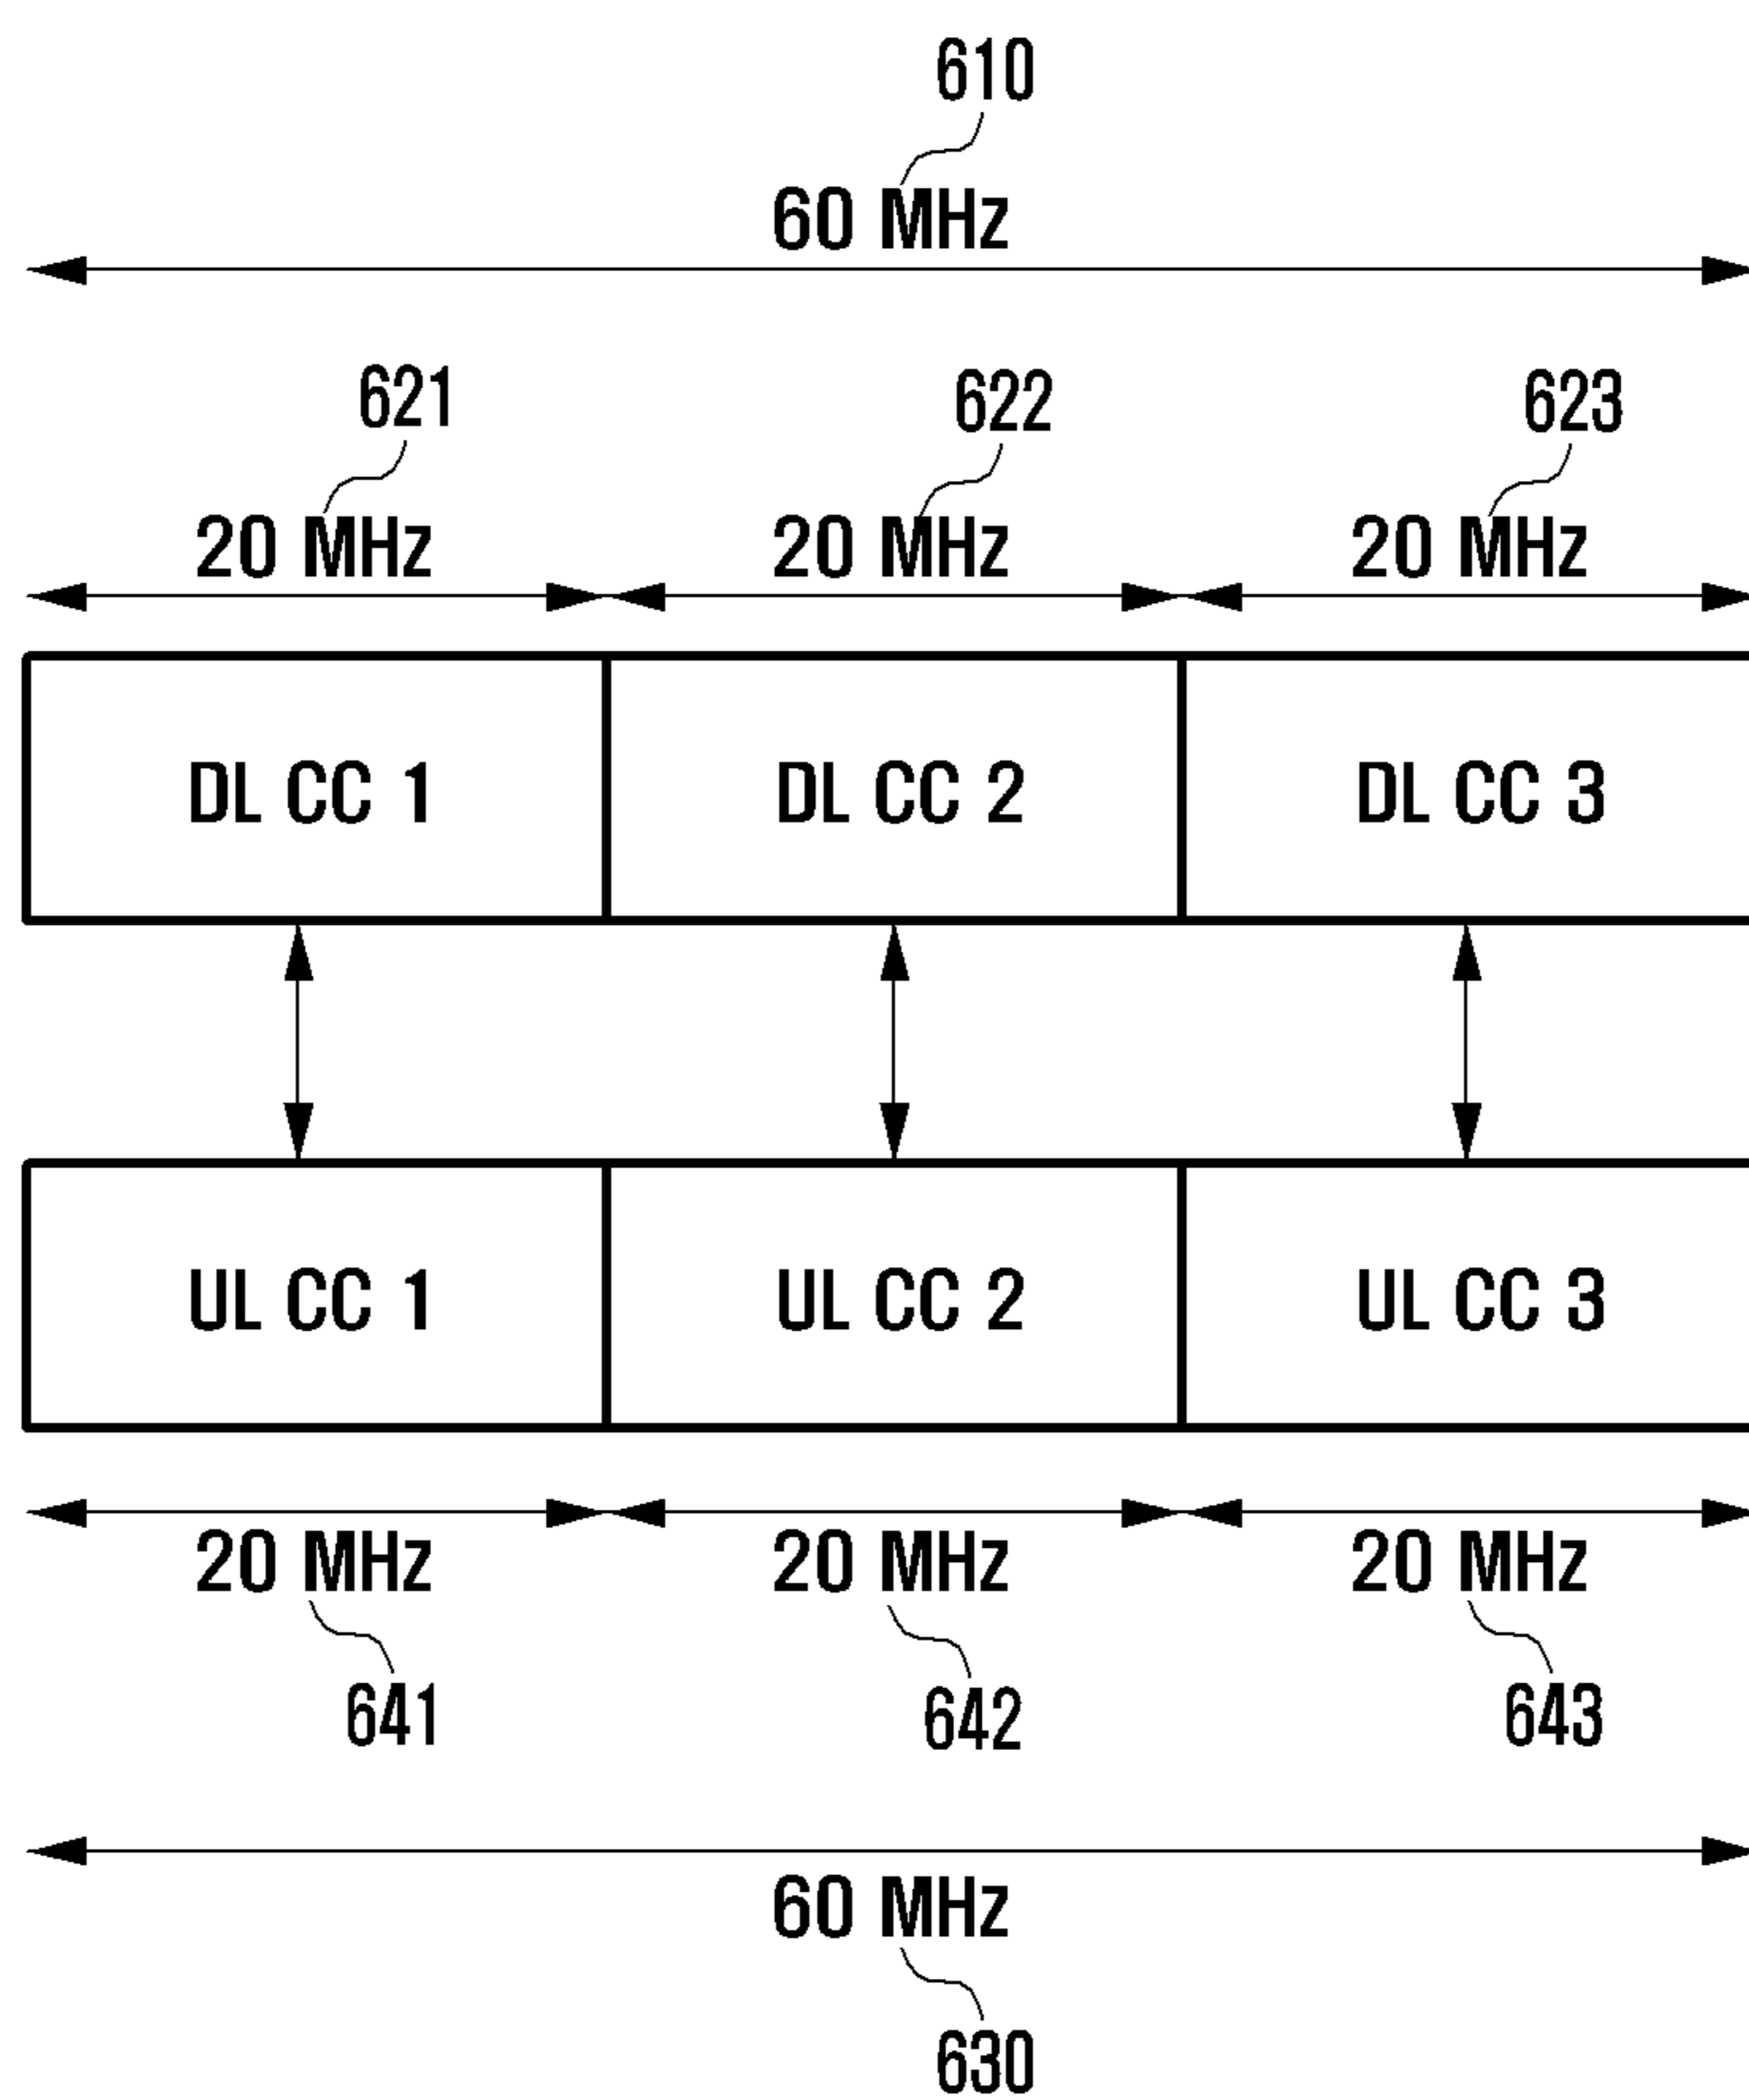 610
60 MHz
621 622 623
20 MHz 20 MHz 20 MHz
DL CC 1 DL CC 2 DL CC 3
UL CC 1 UL CC 2 UL CC 3
20 MHz 20 MHz 20 MHz
641 642 643
60 MHz
630